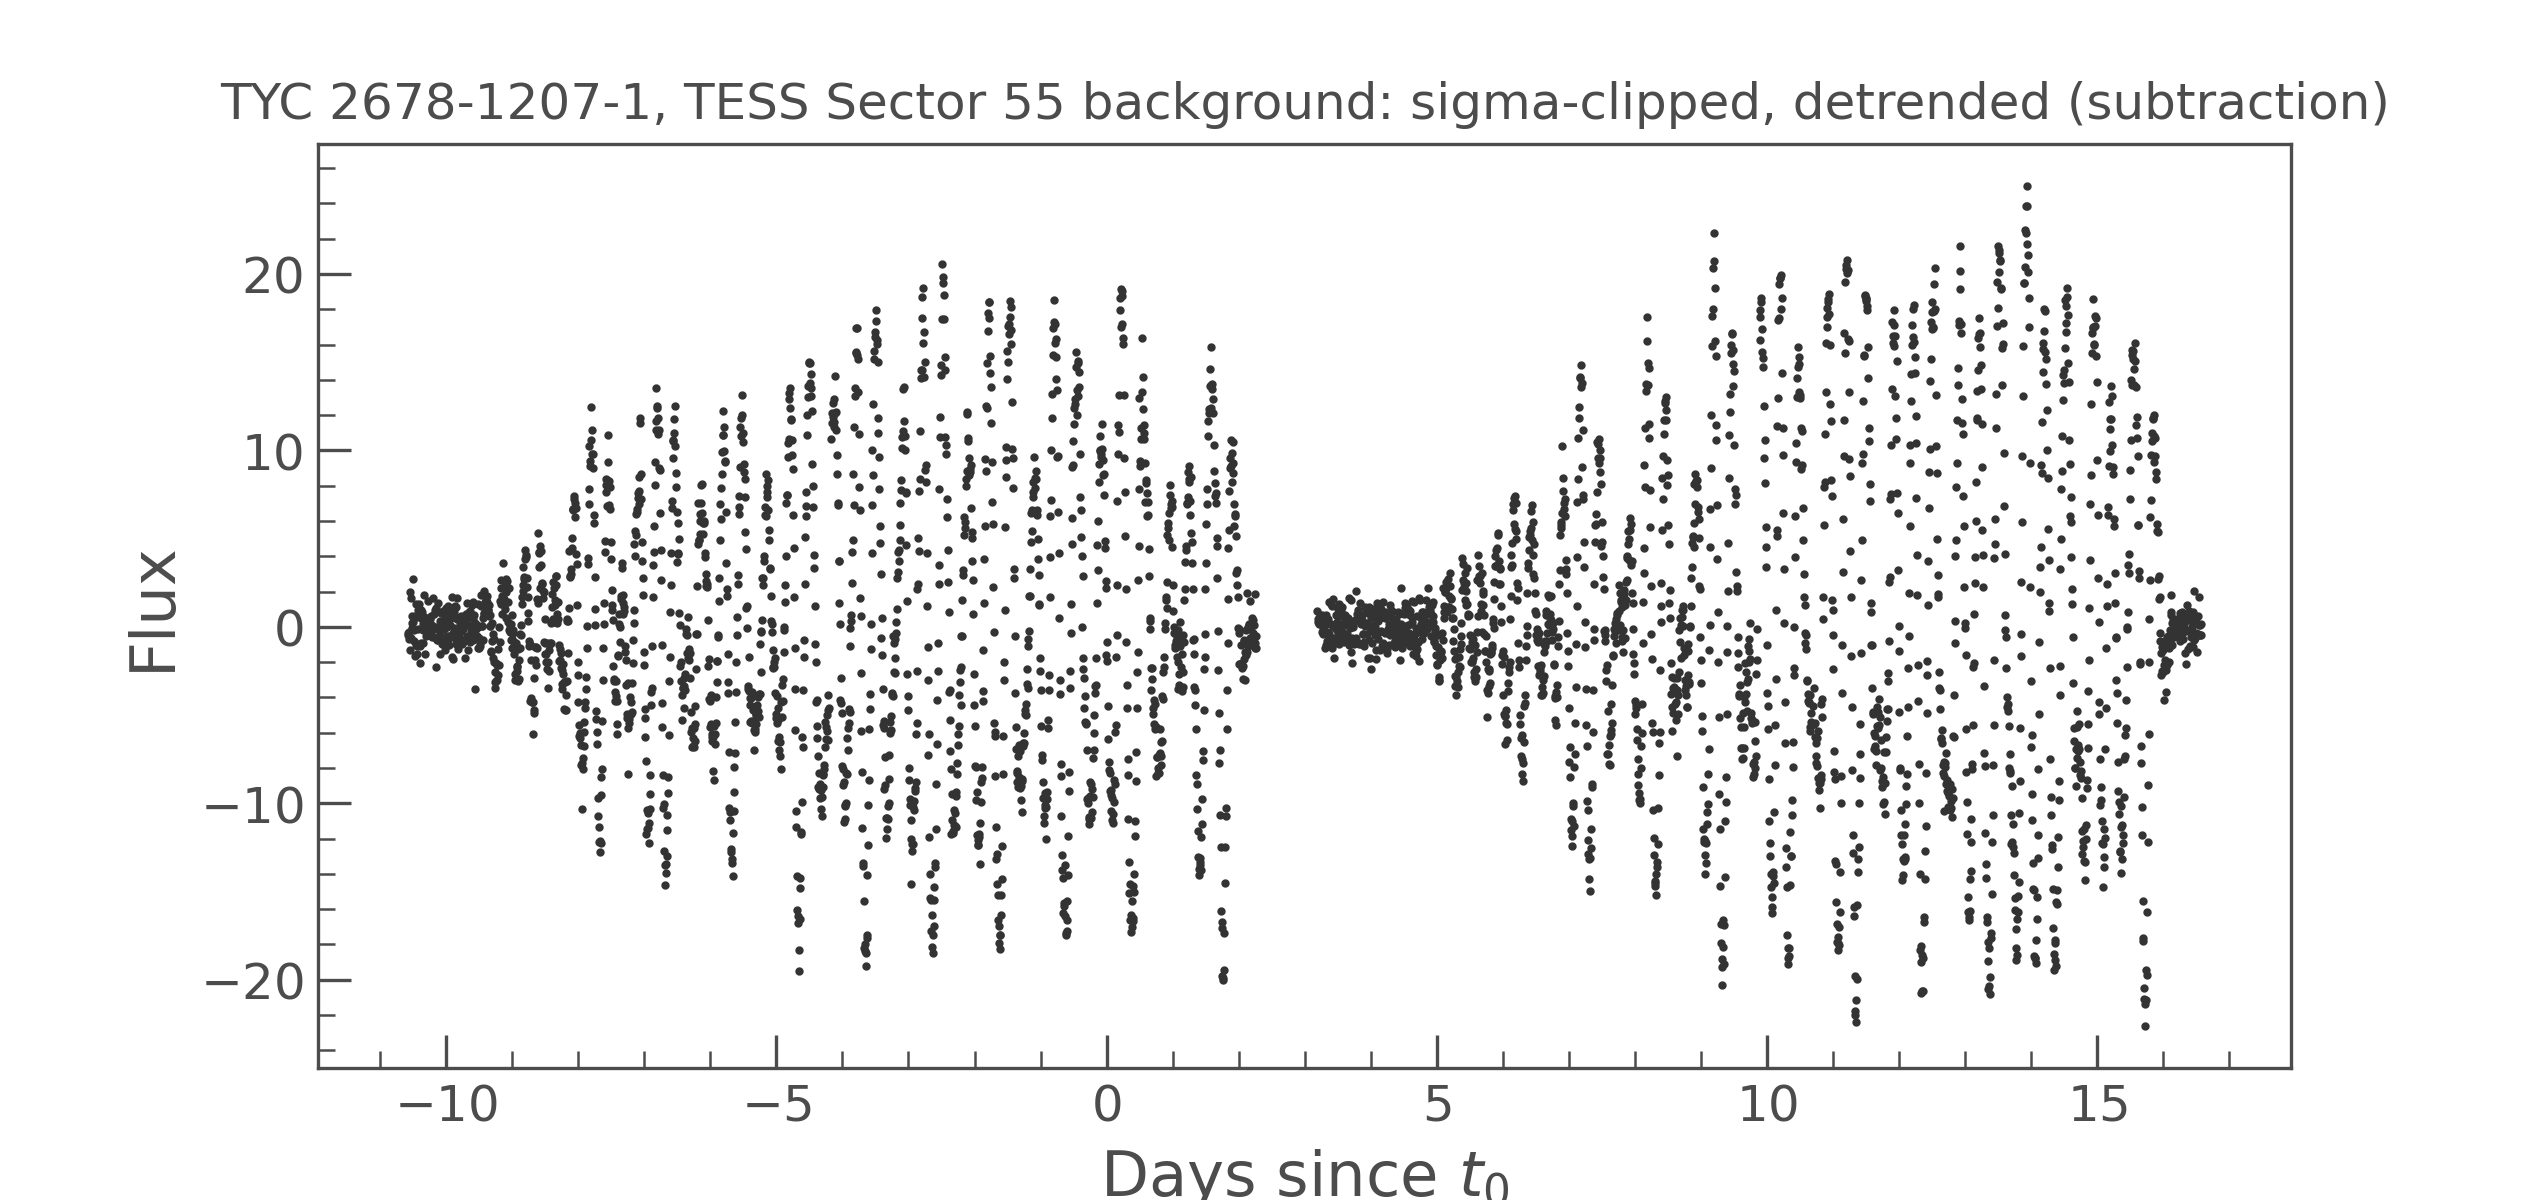 TYC 2678-1207-1, TESS Sector 55 background: sigma-clipped, detrended (subtraction)
Flux
20
10
0
−10
−20
−10 −5 0 5 10 15
Days since t₀